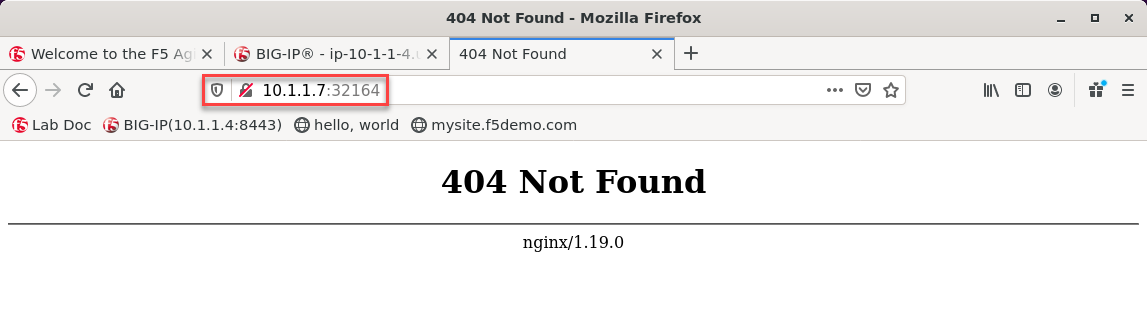 404 Not Found - Mozilla Firefox
Welcome to the F5 Ag
BIG-IP® - ip-10-1-1-4.
404 Not Found
10.1.1.7:32164
Lab Doc
BIG-IP(10.1.1.4:8443)
hello, world
mysite.f5demo.com
404 Not Found
nginx/1.19.0